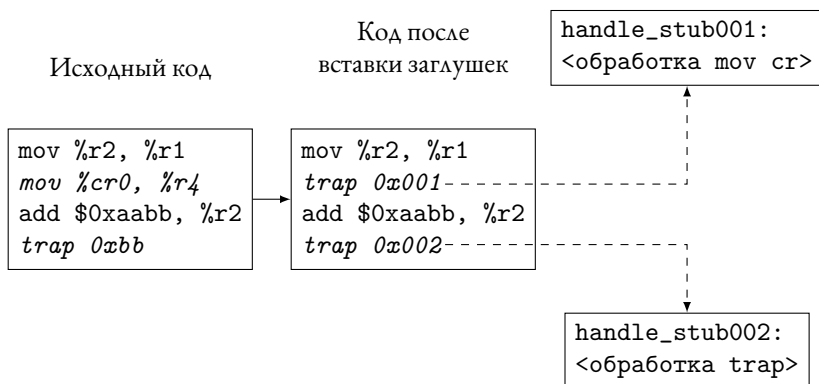 Исходный код
Код после
вставки заглушек
handle_stub001:
<обработка mov cr>
mov %r2, %r1
mov %cr0, %r4
add $0xaabb, %r2
trap 0xbb
mov %r2, %r1
trap 0x001
add $0xaabb, %r2
trap 0x002
handle_stub002:
<обработка trap>